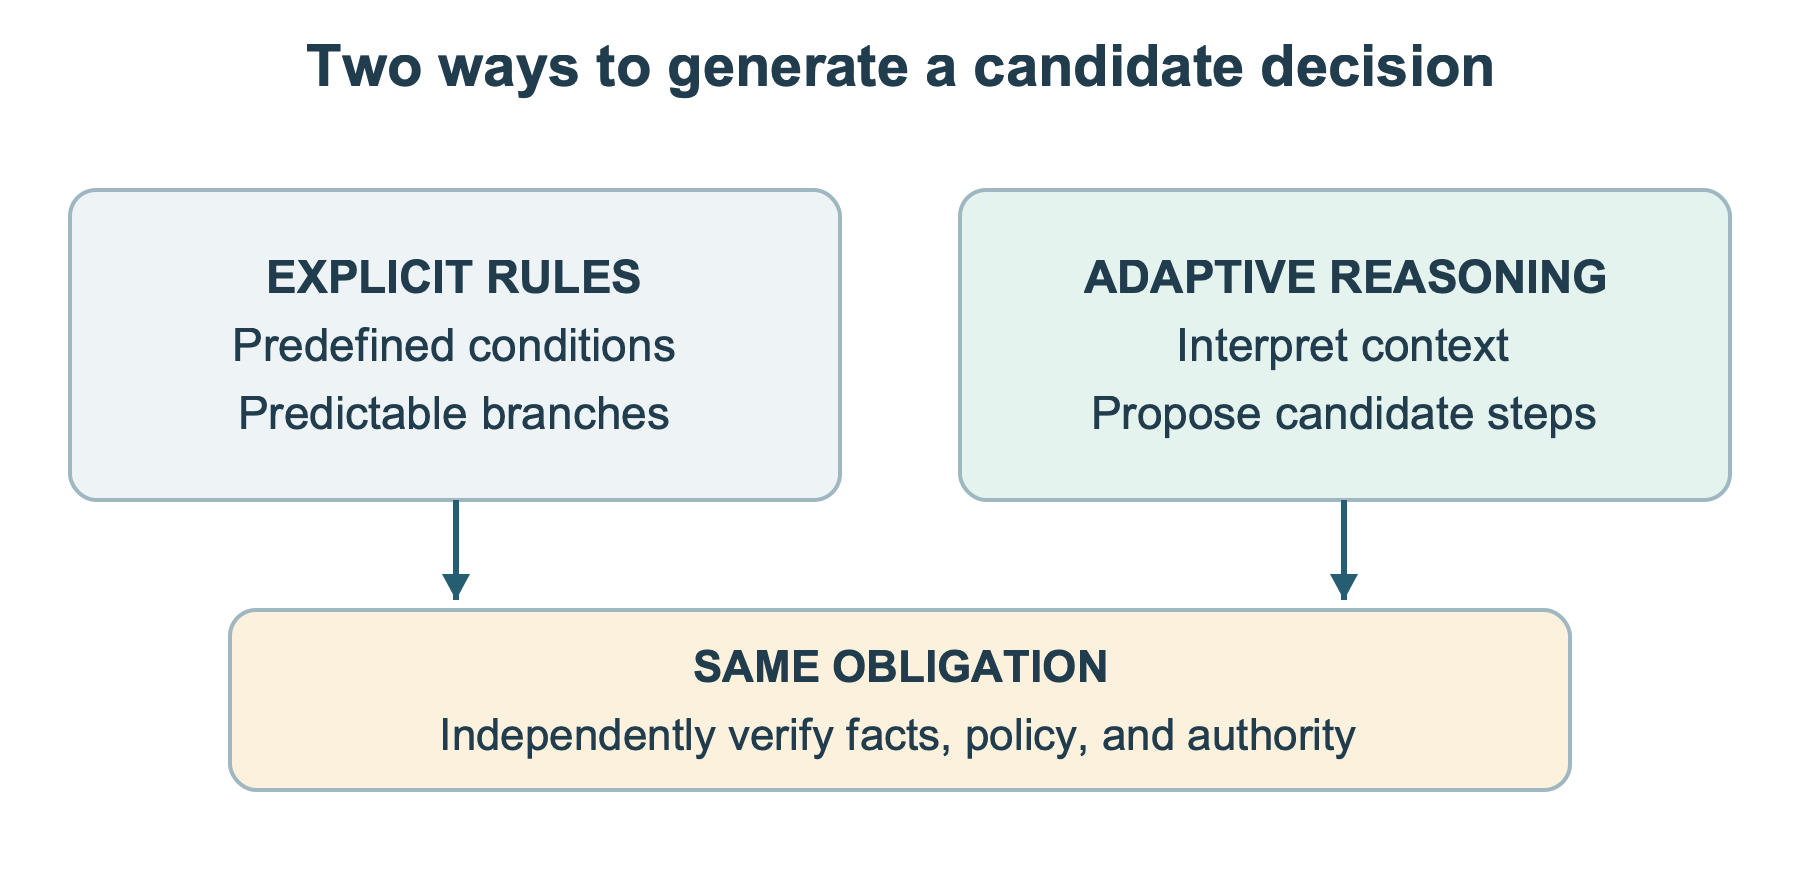 Two ways to generate a candidate decision
EXPLICIT RULES
Predefined conditions
Predictable branches
ADAPTIVE REASONING
Interpret context
Propose candidate steps
SAME OBLIGATION
Independently verify facts, policy, and authority